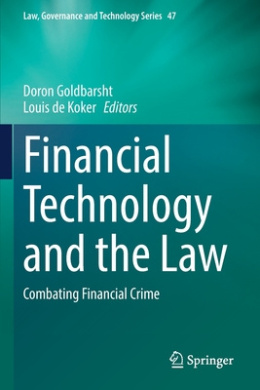 Law, Governance and Technology Series 47
Doron Goldbarsht
Louis de Koker Editors
Financial
Technology
and the Law
Combating Financial Crime
Springer